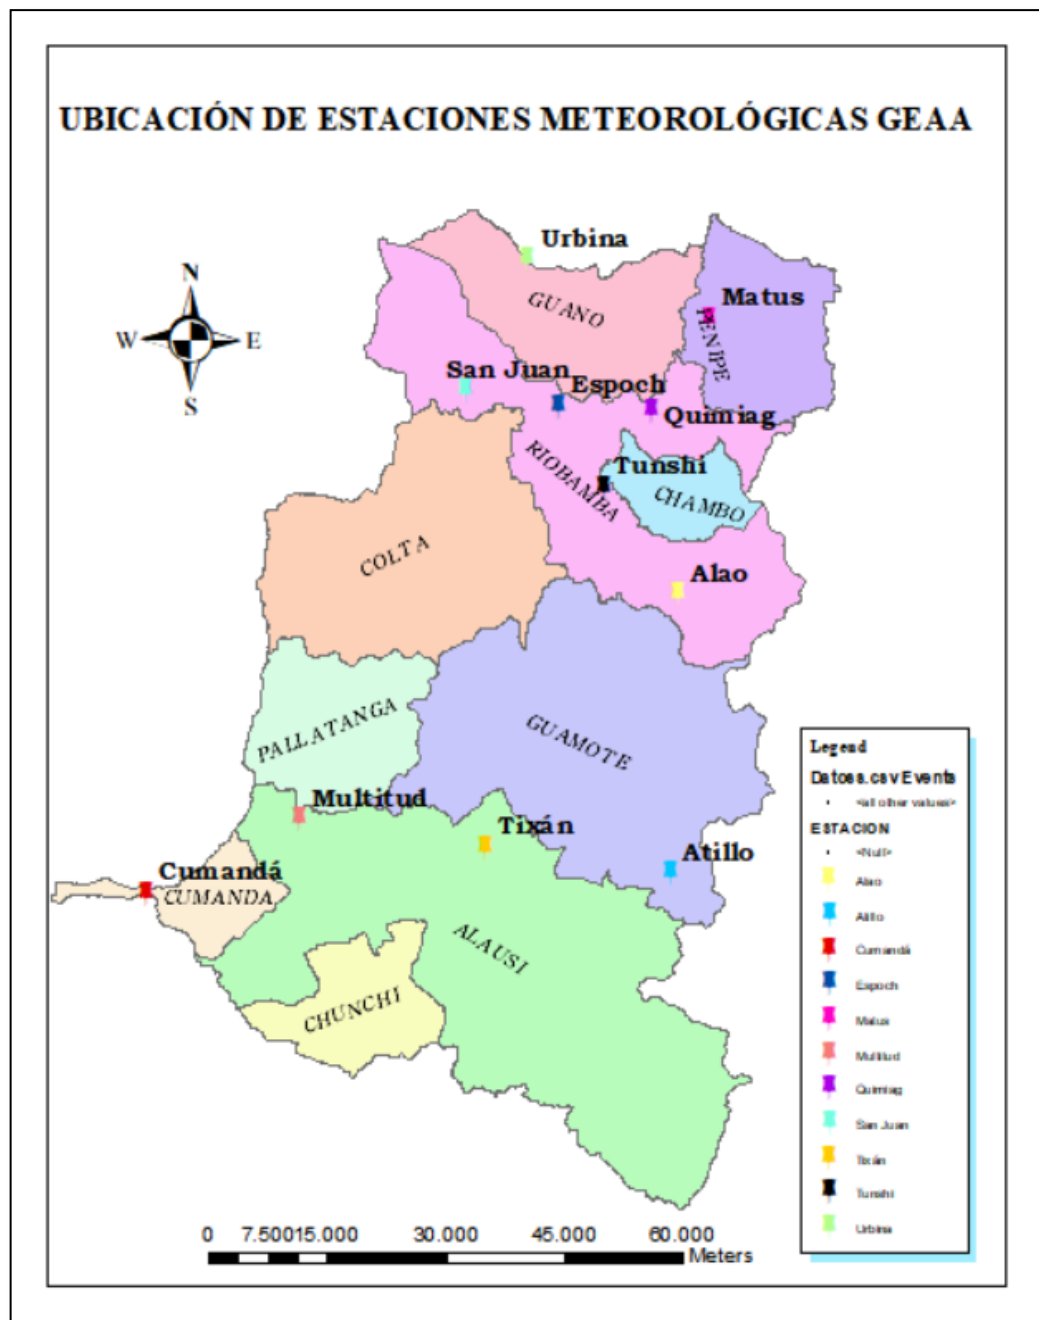 UBICACIÓN DE ESTACIONES METEOROLÓGICAS GEAA
Urbina
N
GUANO
Matus
W
E
PENIPE
San Juan
Espoch
S
Quimiag
RIOBAMBA
Tunshi
CHAMBO
COLTA
Alao
PALLATANGA
GUAMOTE
Multitud
Tixán
Atillo
Cumandá
CUMANDA
ALAUSI
CHUNCHI
Legend
Datoss.csv Events
<all other values>
ESTACION
<Null>
Alao
Atillo
Cumandá
Espoch
Matus
Multitud
Quimiag
San Juan
Tixán
Tunshi
Urbina
0 7.500 15.000 30.000 45.000 60.000
Meters